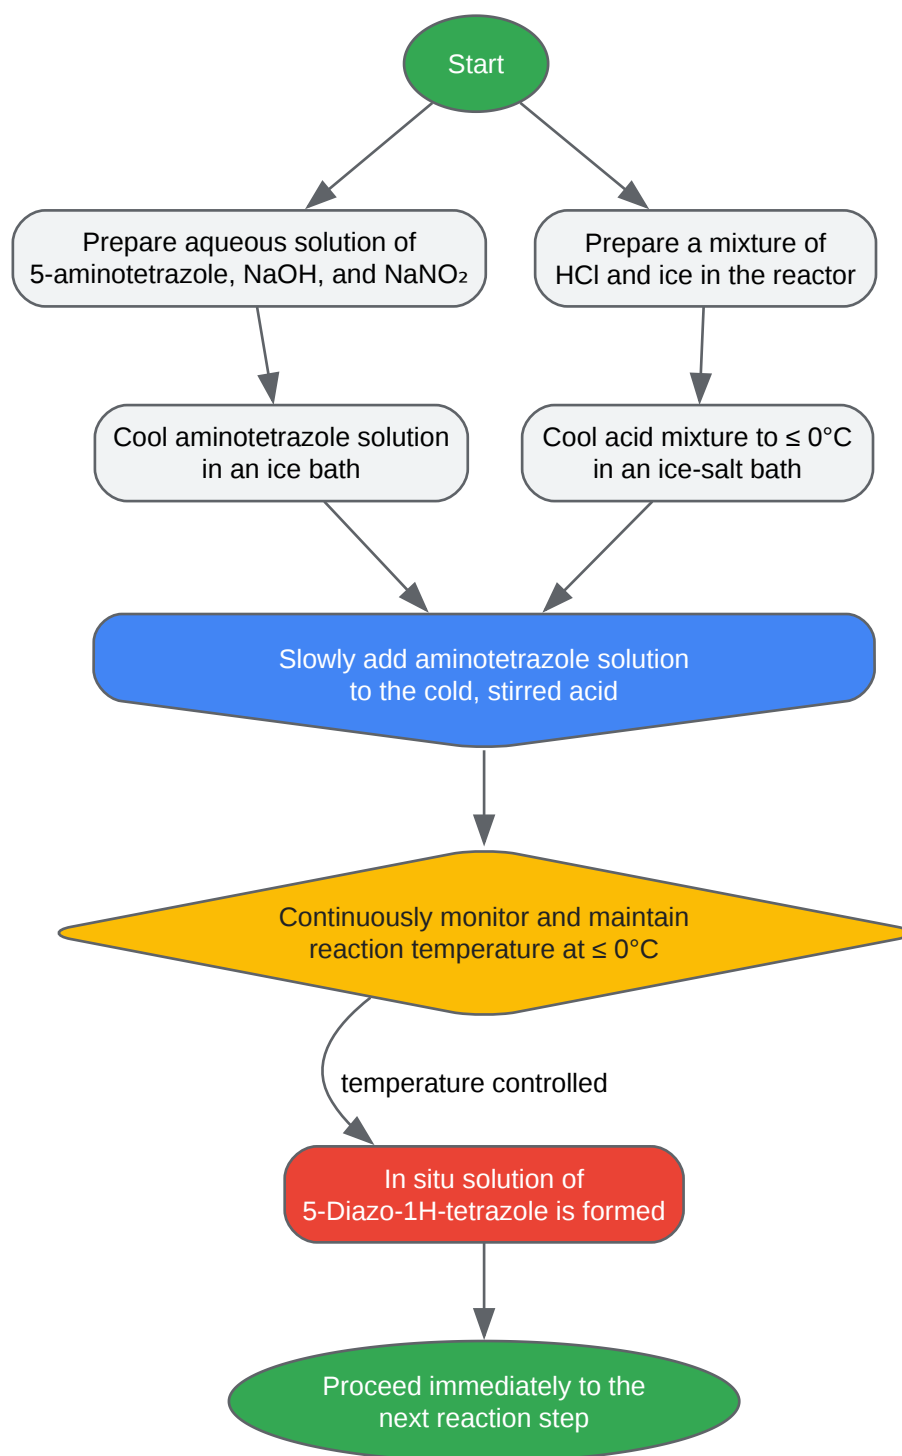 Start
Prepare aqueous solution of
5-aminotetrazole, NaOH, and NaNO₂
Prepare a mixture of
HCl and ice in the reactor
Cool aminotetrazole solution
in an ice bath
Cool acid mixture to ≤ 0°C
in an ice-salt bath
Slowly add aminotetrazole solution
to the cold, stirred acid
Continuously monitor and maintain
reaction temperature at ≤ 0°C
temperature controlled
In situ solution of
5-Diazo-1H-tetrazole is formed
Proceed immediately to the
next reaction step